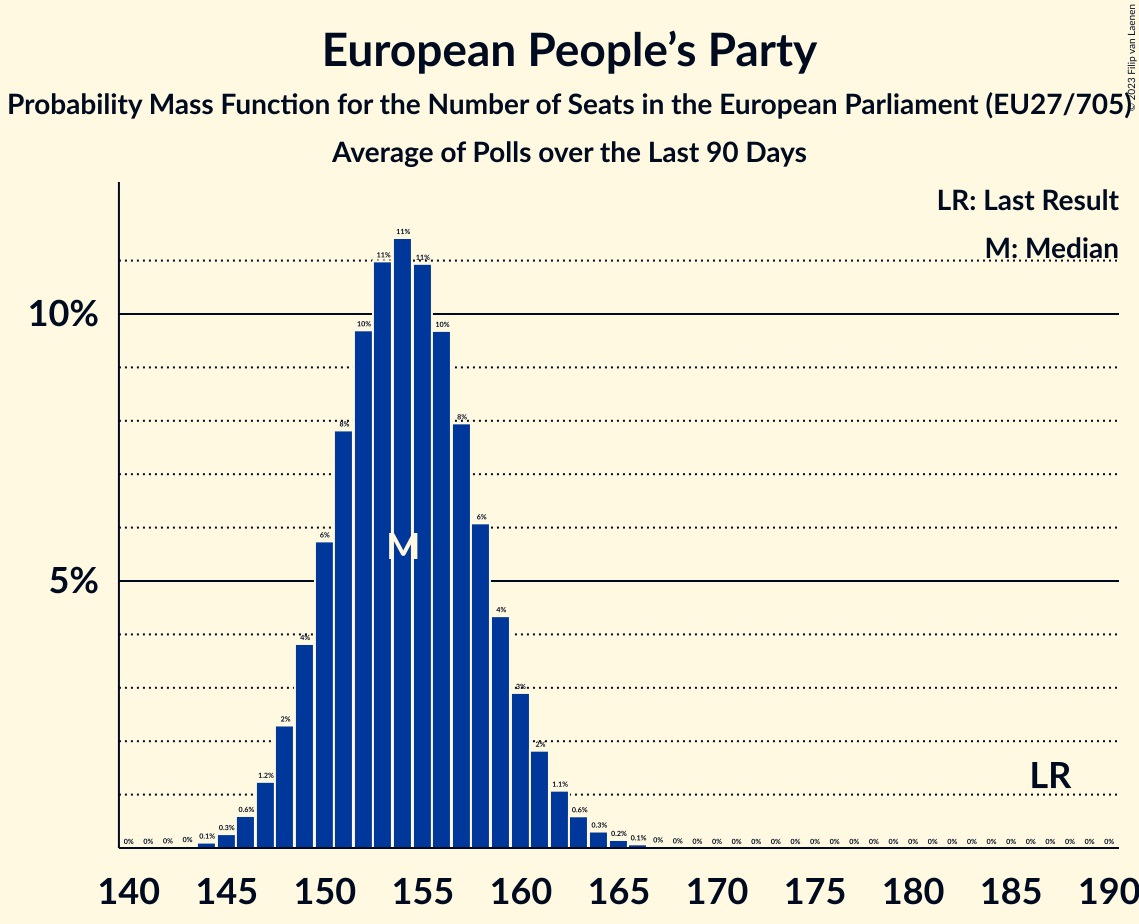 European People’s Party
Probability Mass Function for the Number of Seats in the European Parliament (EU27/705)
Average of Polls over the Last 90 Days
© 2023 Filip van Laenen
LR: Last Result
M: Median
10%
5%
0% 0% 0% 0% 0.1% 0.3% 0.6% 1.2% 2% 4% 6% 8% 10% 11% 11% 11% 10% 8% 6% 4% 3% 2% 1.1% 0.6% 0.3% 0.2% 0.1% 0% 0% 0% 0% 0% 0% 0% 0% 0% 0% 0% 0% 0% 0% 0% 0% 0% 0% 0% 0% 0% 0% 0% 0%
M
LR
140 145 150 155 160 165 170 175 180 185 190